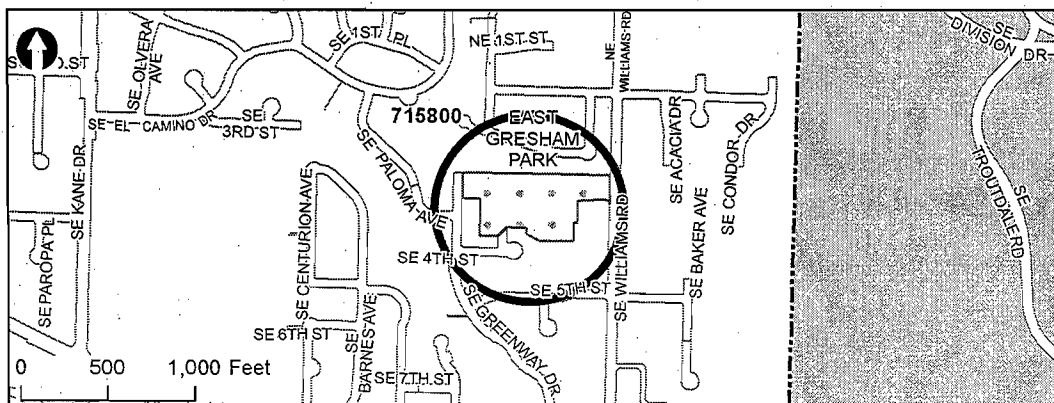 SE OLVERA AVE
SE 1ST PL
NE 1ST ST
NE WILLIAMS RD
SE DIVISION DR
SE EL CAMINO DR
SE 3RD ST
715800
EAST GRESHAM PARK
SE KANE DR
SE PALOMA AVE
SE ACACIA DR
SE CONDOR DR
SE TROUTDALE RD
SE PAROPA PL
SE CENTURION AVE
SE 4TH ST
SE WILLIAMS RD
SE BAKER AVE
SE 5TH ST
SE 6TH ST
SE BARNES AVE
SE GREENWAY DR
SE 7TH ST
0 500 1,000 Feet